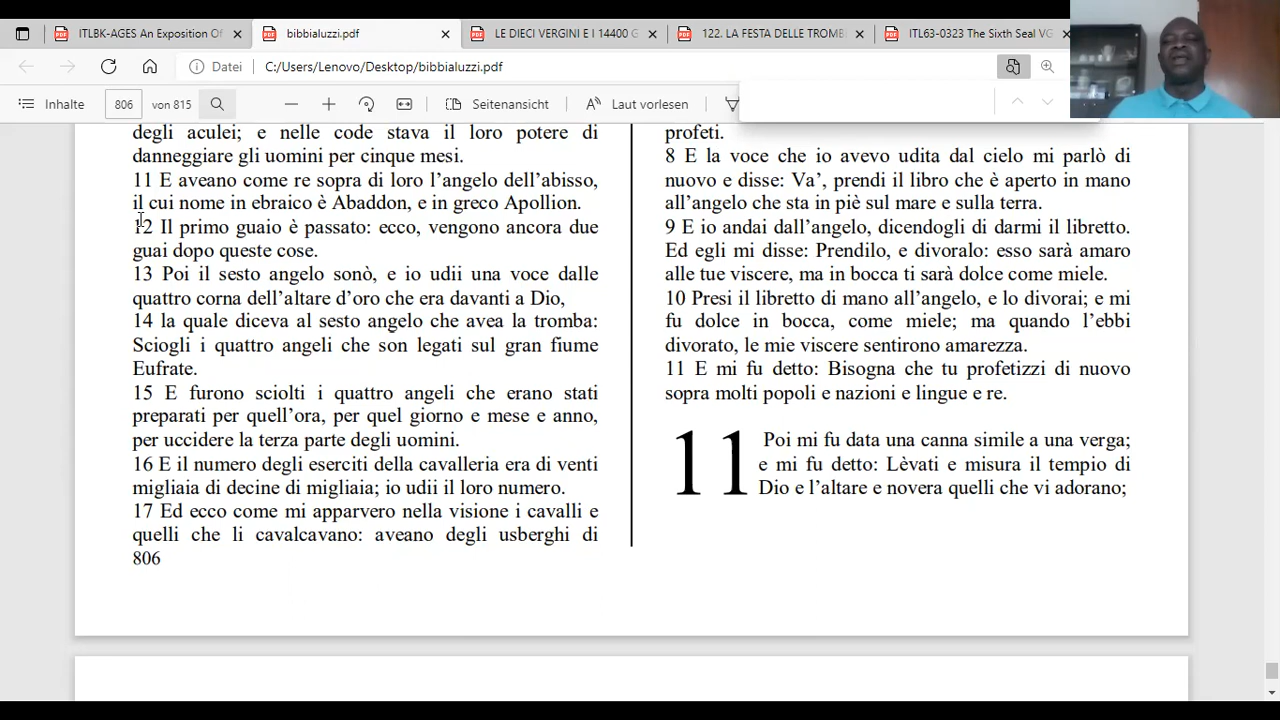 ITLBK-AGES An Exposition Of
bibbialuzzi.pdf
LE DIECI VERGINI E I 14400 G
122. LA FESTA DELLE TROMB
ITL63-0323 The Sixth Seal VG
Datei
C:/Users/Lenovo/Desktop/bibbialuzzi.pdf
Inhalte
806
von 815
Seitenansicht
Laut vorlesen
degli aculei; e nelle code stava il loro potere di
danneggiare gli uomini per cinque mesi.
11 E aveano come re sopra di loro l’angelo dell’abisso,
il cui nome in ebraico è Abaddon, e in greco Apollion.
12 Il primo guaio è passato: ecco, vengono ancora due
guai dopo queste cose.
13 Poi il sesto angelo sonò, e io udii una voce dalle
quattro corna dell’altare d’oro che era davanti a Dio,
14 la quale diceva al sesto angelo che avea la tromba:
Sciogli i quattro angeli che son legati sul gran fiume
Eufrate.
15 E furono sciolti i quattro angeli che erano stati
preparati per quell’ora, per quel giorno e mese e anno,
per uccidere la terza parte degli uomini.
16 E il numero degli eserciti della cavalleria era di venti
migliaia di decine di migliaia; io udii il loro numero.
17 Ed ecco come mi apparvero nella visione i cavalli e
quelli che li cavalcavano: aveano degli usberghi di
806
profeti.
8 E la voce che io avevo udita dal cielo mi parlò di
nuovo e disse: Va’, prendi il libro che è aperto in mano
all’angelo che sta in piè sul mare e sulla terra.
9 E io andai dall’angelo, dicendogli di darmi il libretto.
Ed egli mi disse: Prendilo, e divoralo: esso sarà amaro
alle tue viscere, ma in bocca ti sarà dolce come miele.
10 Presi il libretto di mano all’angelo, e lo divorai; e mi
fu dolce in bocca, come miele; ma quando l’ebbi
divorato, le mie viscere sentirono amarezza.
11 E mi fu detto: Bisogna che tu profetizzi di nuovo
sopra molti popoli e nazioni e lingue e re.
11 Poi mi fu data una canna simile a una verga;
e mi fu detto: Lèvati e misura il tempio di
Dio e l’altare e novera quelli che vi adorano;